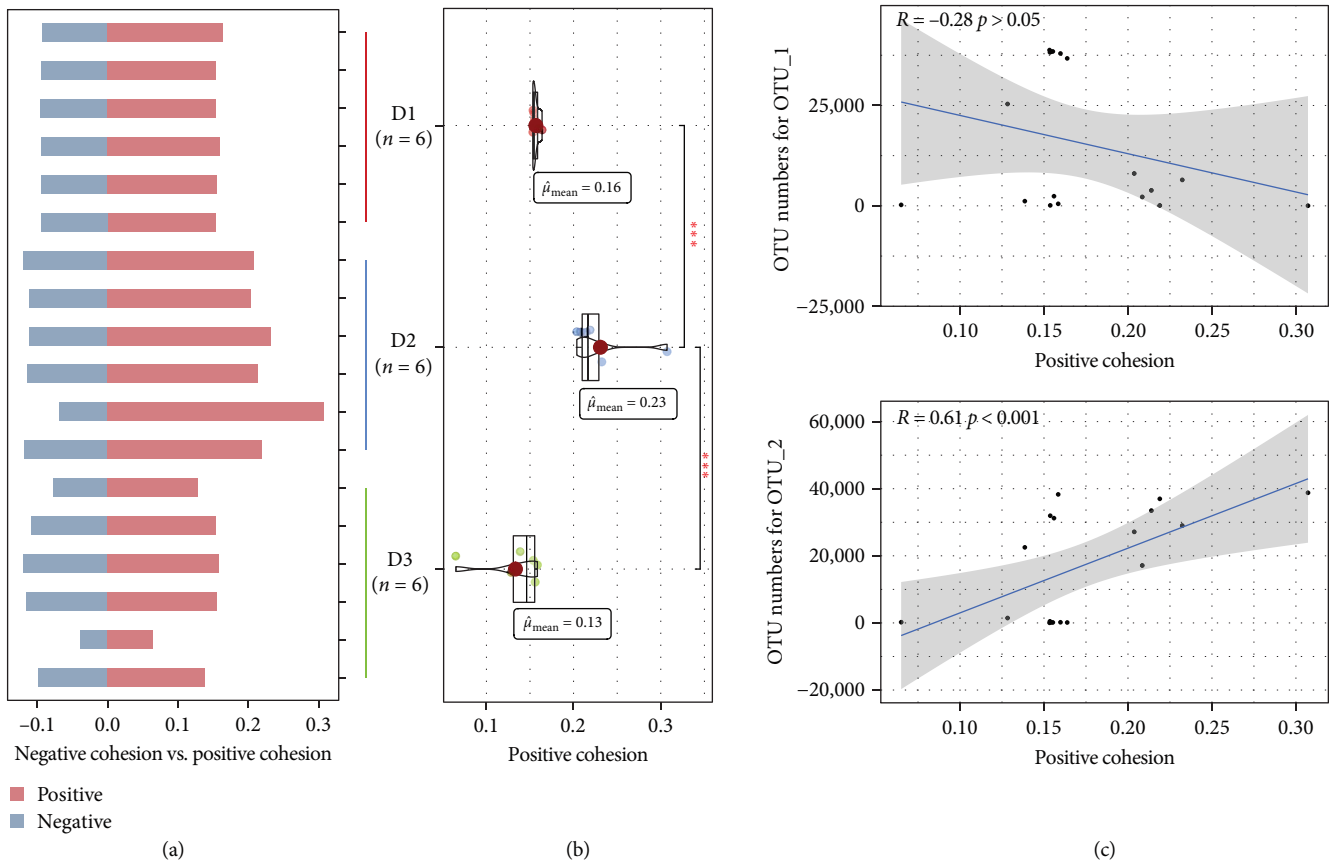 D1
(n = 6)
D2
(n = 6)
D3
(n = 6)
−0.1 0.0 0.1 0.2 0.3
Negative cohesion vs. positive cohesion
Positive
Negative
(a)
μ̂mean = 0.16
***
μ̂mean = 0.23
***
μ̂mean = 0.13
0.1 0.2 0.3
Positive cohesion
(b)
R = −0.28 p > 0.05
OTU numbers for OTU_1
25,000
0
−25,000
0.10 0.15 0.20 0.25 0.30
Positive cohesion
R = 0.61 p < 0.001
OTU numbers for OTU_2
60,000
40,000
20,000
0
−20,000
0.10 0.15 0.20 0.25 0.30
Positive cohesion
(c)